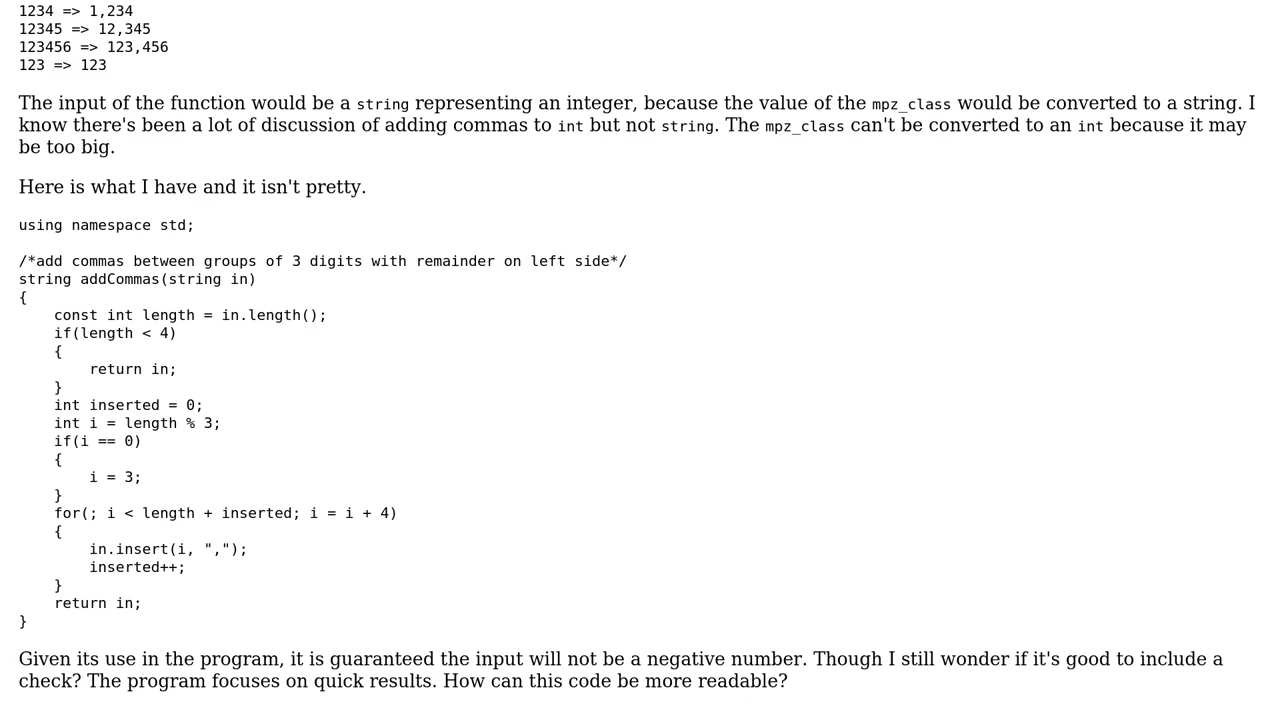 1234 => 1,234
12345 => 12,345
123456 => 123,456
123 => 123
The input of the function would be a string representing an integer, because the value of the mpz_class would be converted to a string. I
know there's been a lot of discussion of adding commas to int but not string. The mpz_class can't be converted to an int because it may
be too big.
Here is what I have and it isn't pretty.
using namespace std;
/*add commas between groups of 3 digits with remainder on left side*/
string addCommas(string in)
{
    const int length = in.length();
    if(length < 4)
    {
        return in;
    }
    int inserted = 0;
    int i = length % 3;
    if(i == 0)
    {
        i = 3;
    }
    for(; i < length + inserted; i = i + 4)
    {
        in.insert(i, ",");
        inserted++;
    }
    return in;
}
Given its use in the program, it is guaranteed the input will not be a negative number. Though I still wonder if it's good to include a
check? The program focuses on quick results. How can this code be more readable?